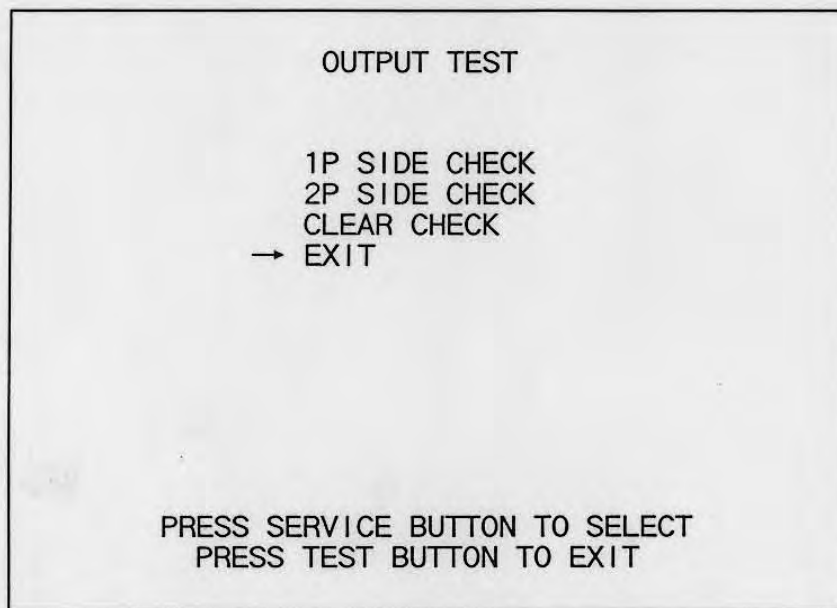 OUTPUT TEST
1P SIDE CHECK
2P SIDE CHECK
CLEAR CHECK
→ EXIT
PRESS SERVICE BUTTON TO SELECT
PRESS TEST BUTTON TO EXIT